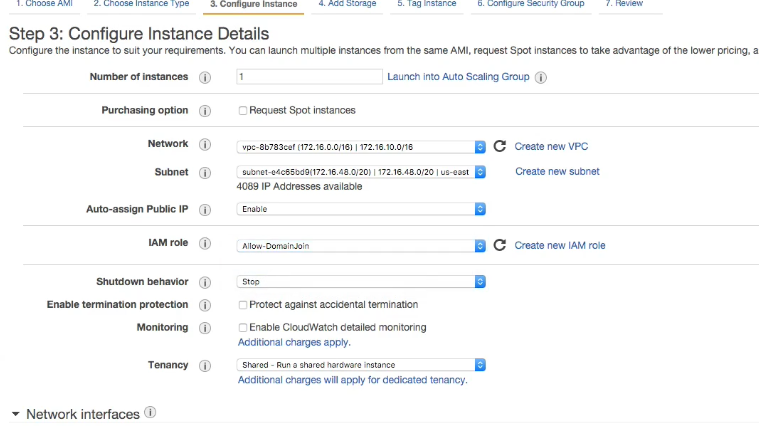 1. Choose AMI 2. Choose Instance Type 3. Configure Instance 4. Add Storage 5. Tag Instance 6. Configure Security Group 7. Review
Step 3: Configure Instance Details
Configure the instance to suit your requirements. You can launch multiple instances from the same AMI, request Spot instances to take advantage of the lower pricing, a
Number of instances 1 Launch into Auto Scaling Group
Purchasing option Request Spot instances
Network vpc-8b783cef (172.16.0.0/16) | 172.16.10.0/16 Create new VPC
Subnet subnet-e4c65bd9(172.16.48.0/20) | 172.16.48.0/20 | us-east Create new subnet
4089 IP Addresses available
Auto-assign Public IP Enable
IAM role Allow-DomainJoin Create new IAM role
Shutdown behavior Stop
Enable termination protection Protect against accidental termination
Monitoring Enable CloudWatch detailed monitoring
Additional charges apply.
Tenancy Shared - Run a shared hardware instance
Additional charges will apply for dedicated tenancy.
Network interfaces